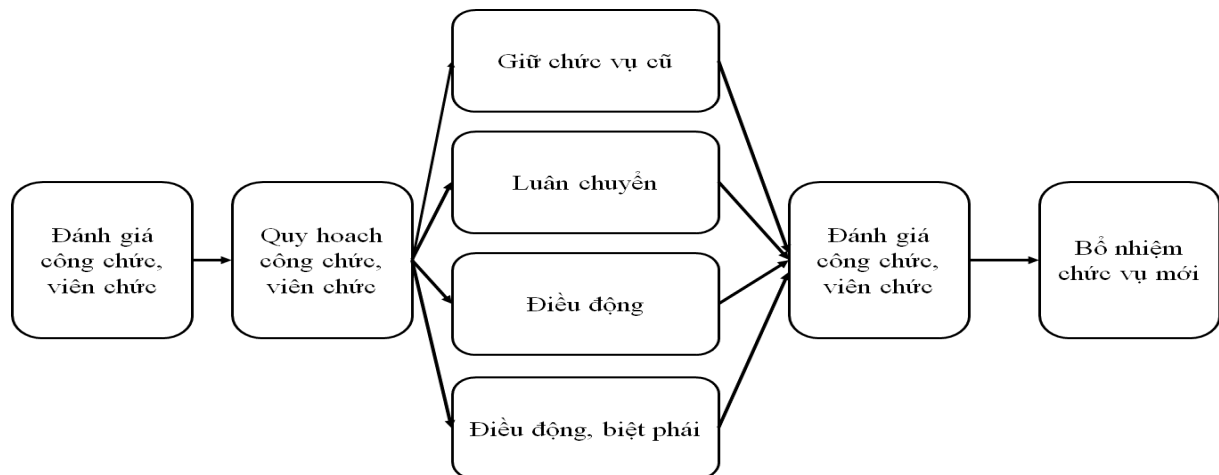 Đánh giá
công chức,
viên chức
Quy hoach
công chức,
viên chức
Giữ chức vụ cũ
Luân chuyển
Điều động
Điều động, biệt phái
Đánh giá
công chức,
viên chức
Bổ nhiệm
chức vụ mới